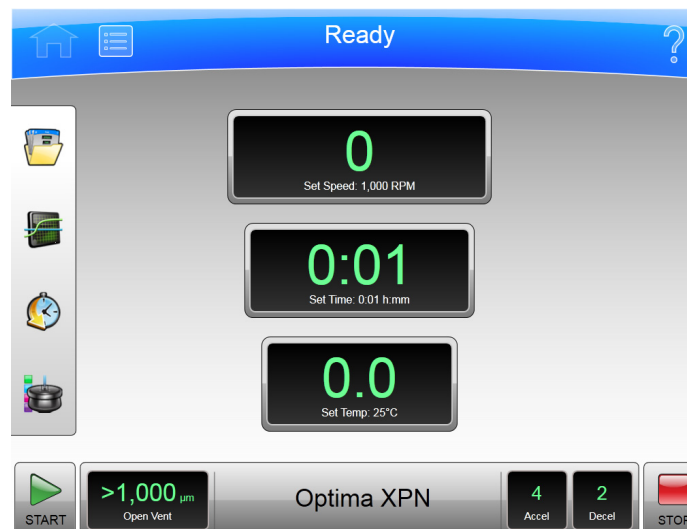 Ready
?
0
Set Speed: 1,000 RPM
0:01
Set Time: 0:01 h:mm
0.0
Set Temp: 25°C
START
>1,000 µm
Open Vent
Optima XPN
4
Accel
2
Decel
STOP